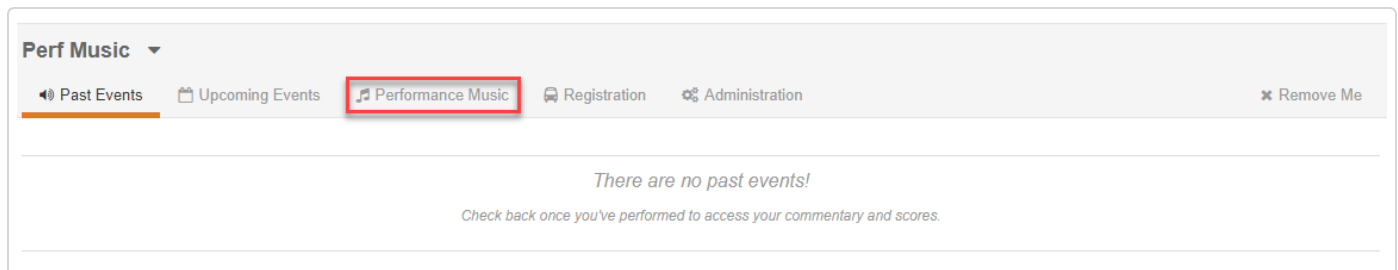 Perf Music
Past Events Upcoming Events Performance Music Registration Administration Remove Me
There are no past events!
Check back once you've performed to access your commentary and scores.